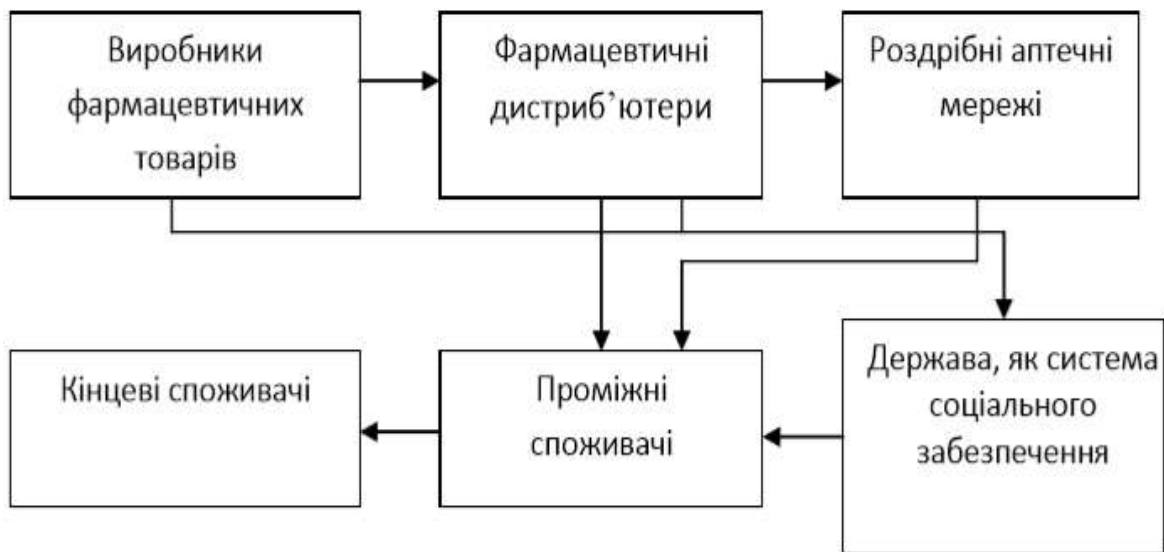 Виробники
фармацевтичних
товарів
Фармацевтичні
дистриб’ютери
Роздрібні аптечні
мережі
Кінцеві споживачі
Проміжні
споживачі
Держава, як система
соціального
забезпечення